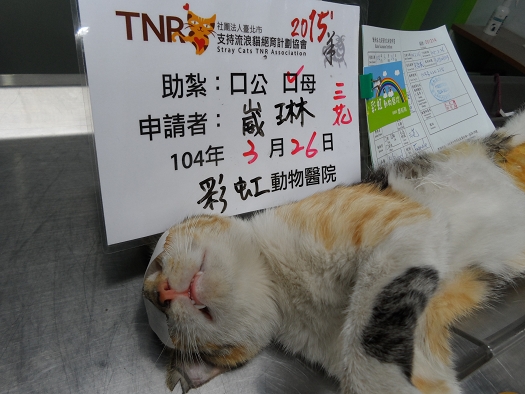 TNR 社團法人臺北市
支持流浪貓絕育計劃協會
Stray Cats TNR Association
2015'
助紮：口公 口母
三花
申請者：崴琳
104年 3月26日
彩虹動物醫院